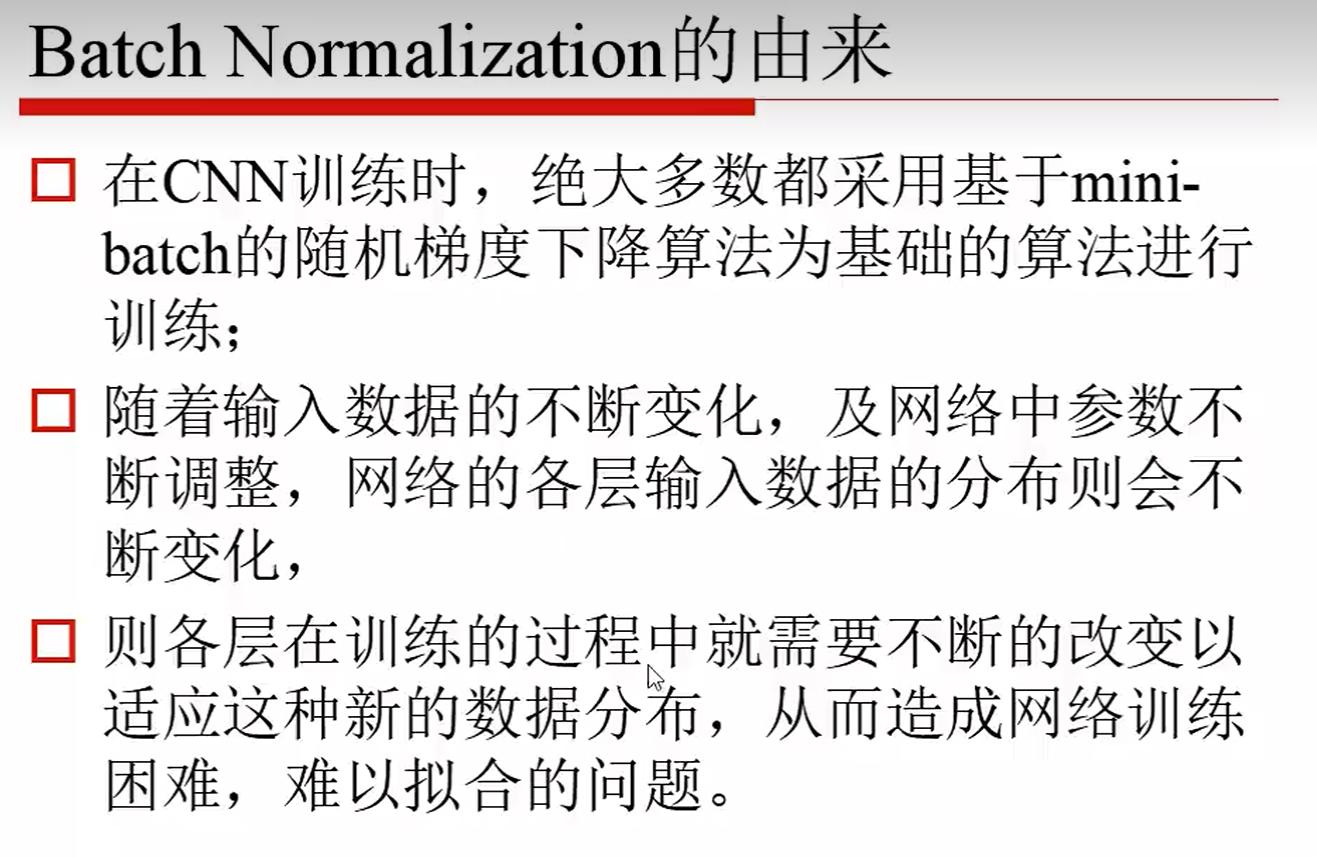 Batch Normalization的由来
在CNN训练时，绝大多数都采用基于mini-
batch的随机梯度下降算法为基础的算法进行
训练；
随着输入数据的不断变化，及网络中参数不
断调整，网络的各层输入数据的分布则会不
断变化，
则各层在训练的过程中就需要不断的改变以
适应这种新的数据分布，从而造成网络训练
困难，难以拟合的问题。